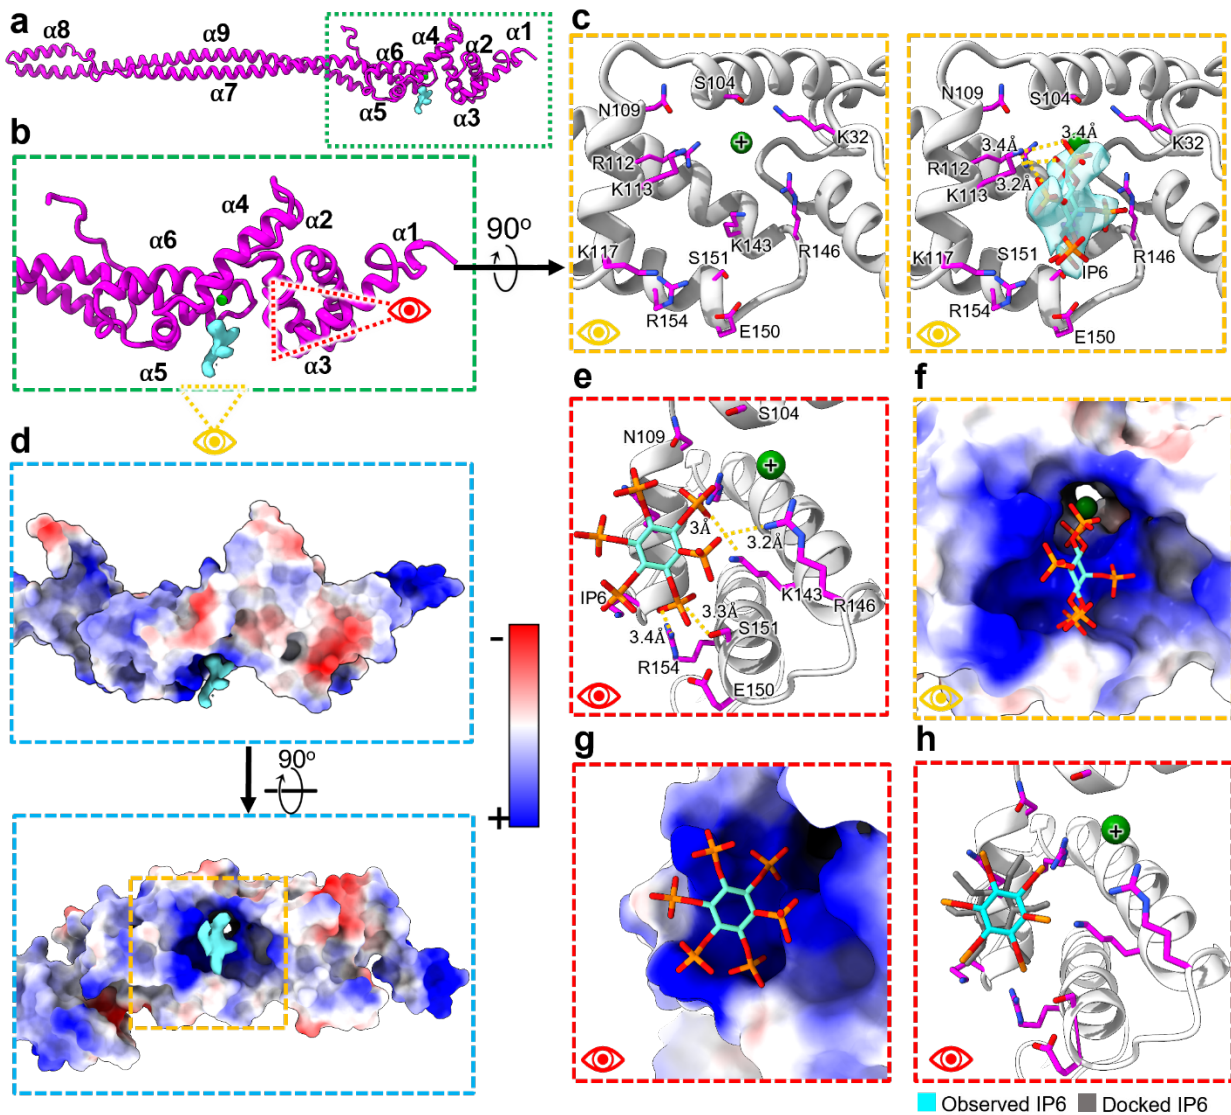 a
α8
α9
α7
α6
α4
α2
α1
α5
α3
b
α6
α4
α2
α1
α5
α3
90°
c
N109
S104
K32
+
R112
K113
K143
K117
S151
R146
R154
E150
N109
S104
3.4Å
3.4Å
K32
R112
K113
3.2Å
K117
S151
IP6
R146
R154
E150
d
-
+
90°
e
S104
N109
+
3Å
3.2Å
IP6
K143
R146
3.3Å
3.4Å
S151
R154
E150
f
g
h
+
Observed IP6
Docked IP6